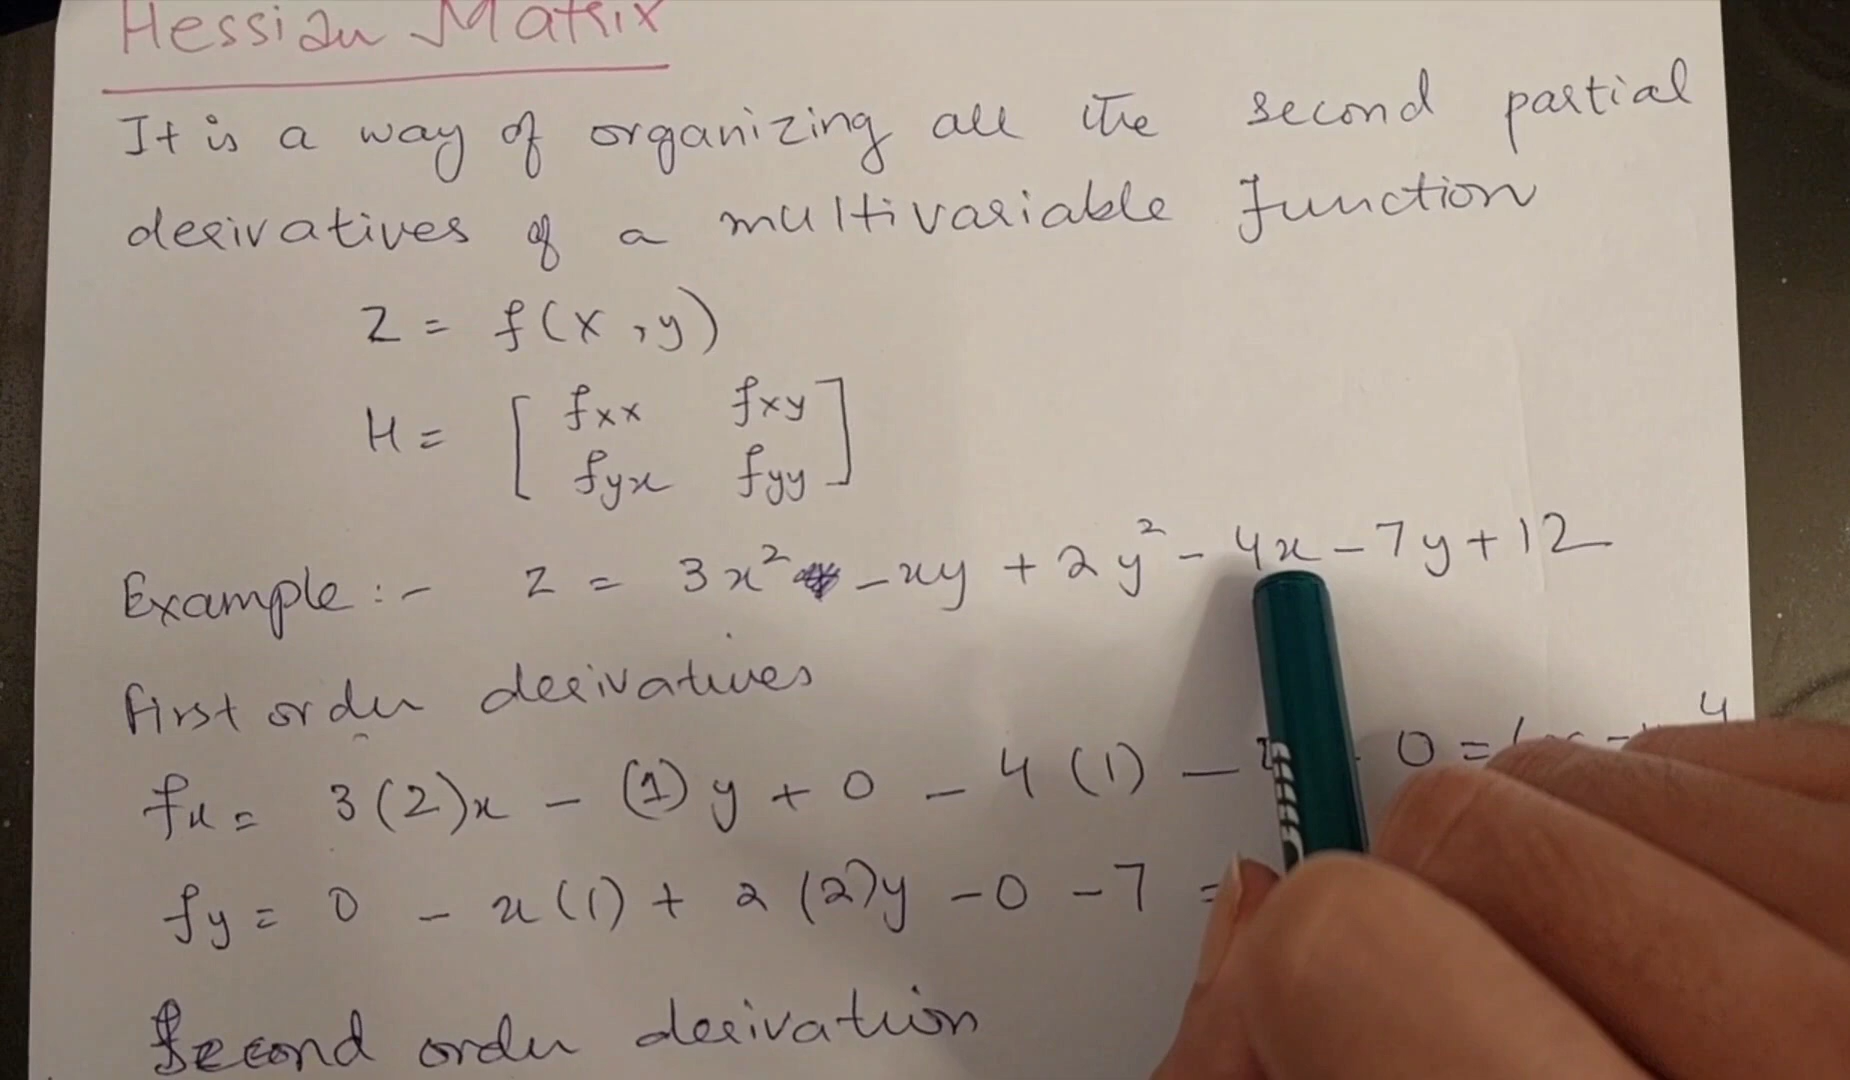 Hessian Matrix
It is a way of organizing all the second partial
derivatives of a multivariable function
Z = f(x, y)
H = [ fxx fxy
fyx fyy ]
Example :- Z = 3x² - xy + 2y² - 4x - 7y + 12
first order derivatives
fx = 3(2)x - (1)y + 0 - 4(1) - 0 = 4
fy = 0 - x(1) + 2(2)y - 0 - 7 =
Second order derivation